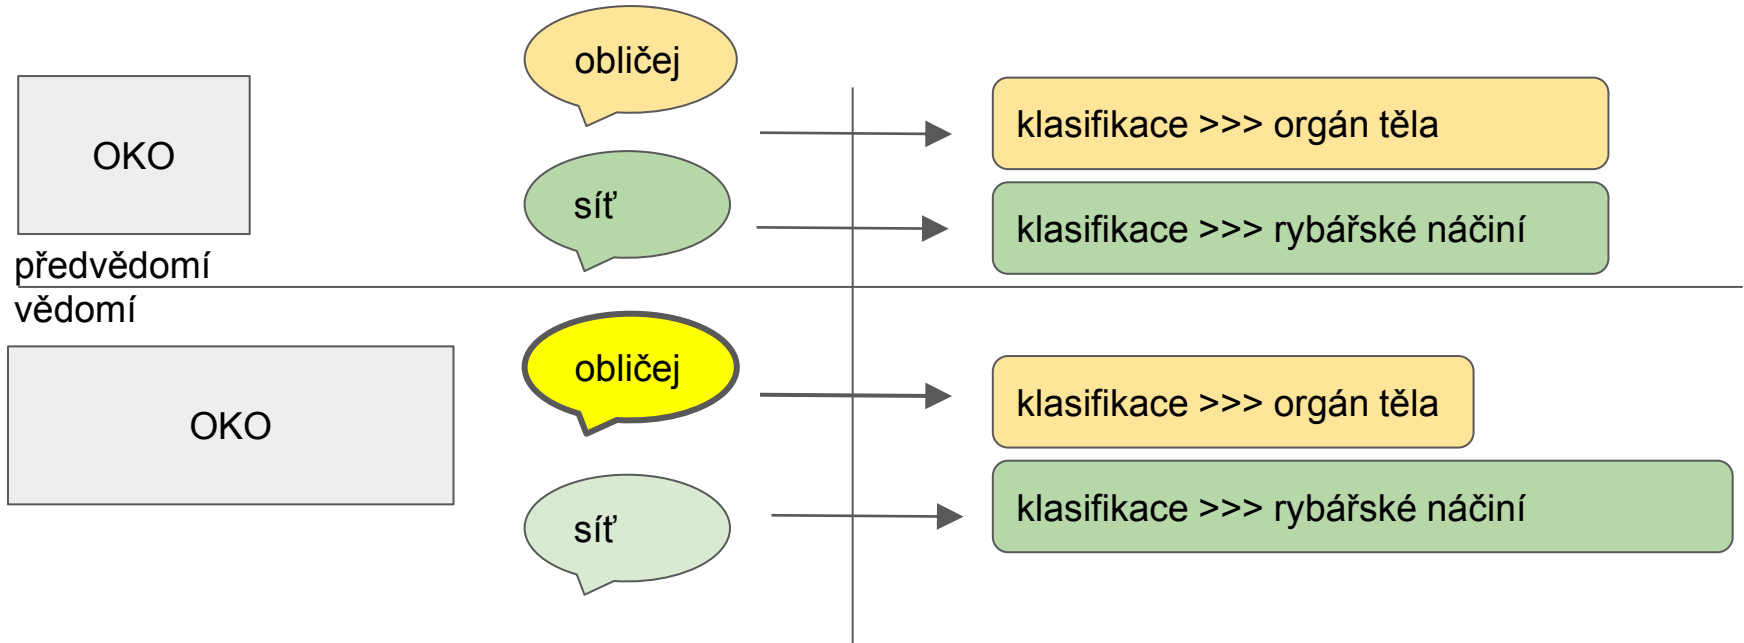 obličej
klasifikace >>> orgán těla
OKO
síť
klasifikace >>> rybářské náčiní
předvědomí
vědomí
obličej
klasifikace >>> orgán těla
OKO
síť
klasifikace >>> rybářské náčiní